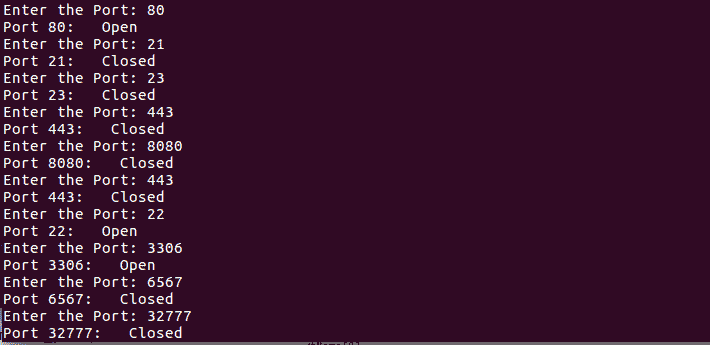 Enter the Port: 80
Port 80:   Open
Enter the Port: 21
Port 21:   Closed
Enter the Port: 23
Port 23:   Closed
Enter the Port: 443
Port 443:   Closed
Enter the Port: 8080
Port 8080:   Closed
Enter the Port: 443
Port 443:   Closed
Enter the Port: 22
Port 22:   Open
Enter the Port: 3306
Port 3306:   Open
Enter the Port: 6567
Port 6567:   Closed
Enter the Port: 32777
Port 32777:   Closed